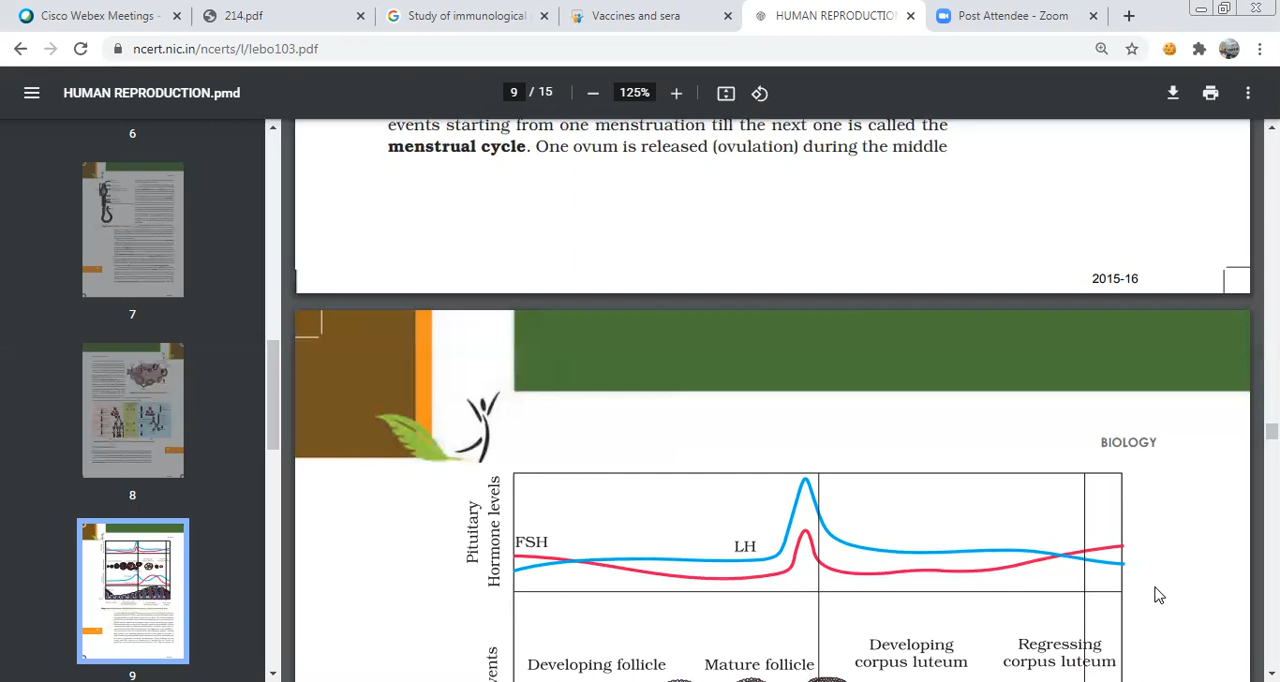 Cisco Webex Meetings -
214.pdf
Study of immunological
Vaccines and sera
HUMAN REPRODUCTIO
Post Attendee - Zoom
ncert.nic.in/ncerts/l/lebo103.pdf
HUMAN REPRODUCTION.pmd
9 / 15
125%
6
7
8
9
events starting from one menstruation till the next one is called the
menstrual cycle. One ovum is released (ovulation) during the middle
2015-16
BIOLOGY
Pituitary
Hormone levels
FSH
LH
Developing follicle
Mature follicle
Developing
corpus luteum
Regressing
corpus luteum